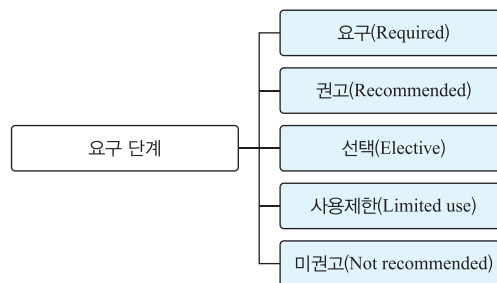 요구(Required)
권고(Recommended)
요구 단계
선택(Elective)
사용제한(Limited use)
미권고(Not recommended)